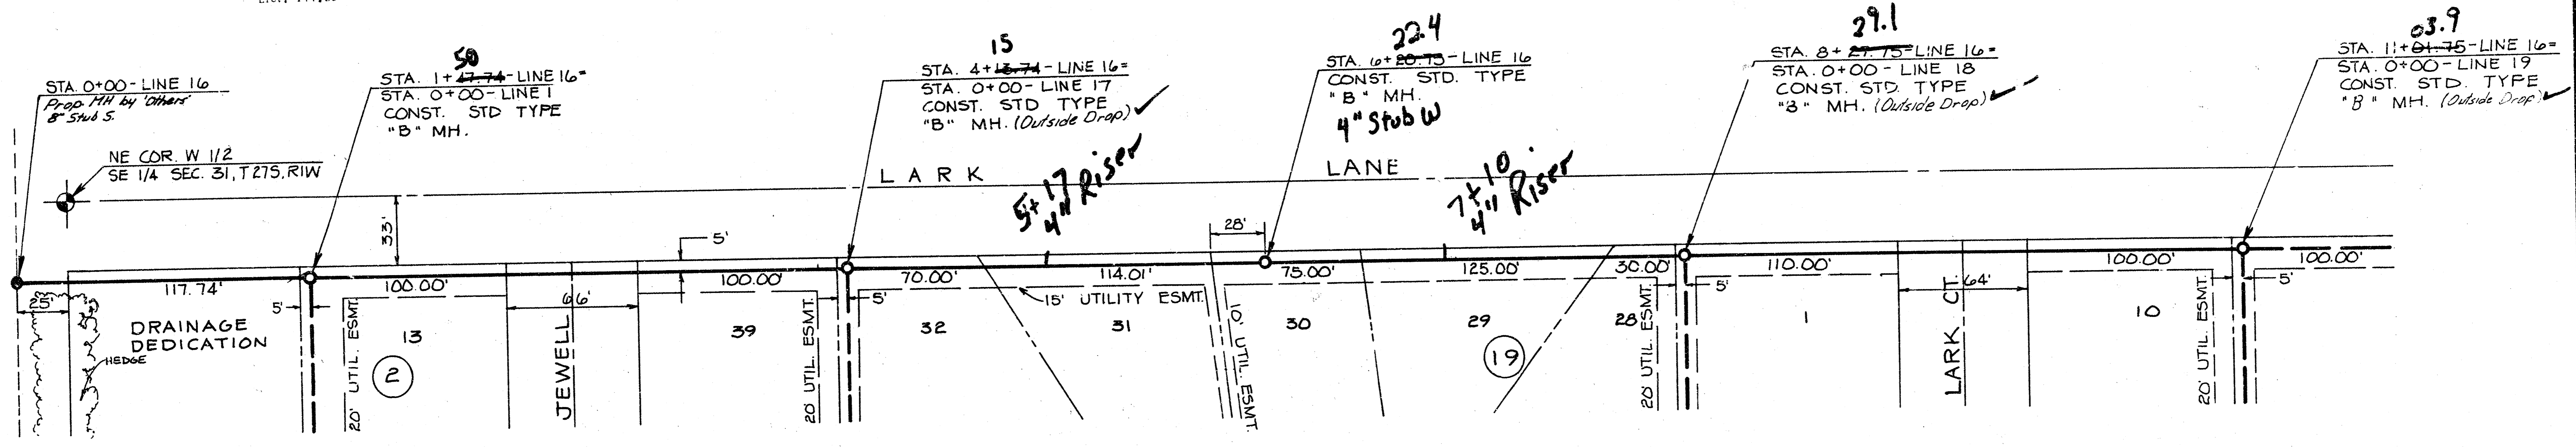 STA. 0+00 - LINE 16
Prop. MH by 'Others'
8" Stub S.
NE COR. W 1/2
SE 1/4 SEC. 31, T27S, R1W
50
STA. 1+47.74 - LINE 16 =
STA. 0+00 - LINE 1
CONST. STD TYPE
"B" MH.
15
STA. 4+13.74 - LINE 16 =
STA. 0+00 - LINE 17
CONST. STD TYPE
"B" MH. (Outside Drop) ✓
22.4
STA. 6+20.75 - LINE 16
CONST. STD. TYPE
"B" MH.
4" Stub W
29.1
STA. 8+27.75 - LINE 16 =
STA. 0+00 - LINE 18
CONST. STD. TYPE
"B" MH. (Outside Drop) ✓
03.9
STA. 11+01.75 - LINE 16 =
STA. 0+00 - LINE 19
CONST. STD. TYPE
"B" MH. (Outside Drop) ✓
LARK LANE
5+17
4" Riser
7+10
4" Riser
33'
5'
28'
117.74' 100.00' 100.00' 70.00' 114.01' 75.00' 125.00' 30.00' 110.00' 100.00' 100.00'
25' 5' 66' 5' 15' UTILITY ESMT. 5' 64' 5'
DRAINAGE
DEDICATION
HEDGE
20' UTIL. ESMT.
13
2
JEWELL
39
20' UTIL. ESMT.
32
31
10' UTIL. ESMT.
30
29
19
28
20' UTIL. ESMT.
1
LARK CT.
10
20' UTIL. ESMT.